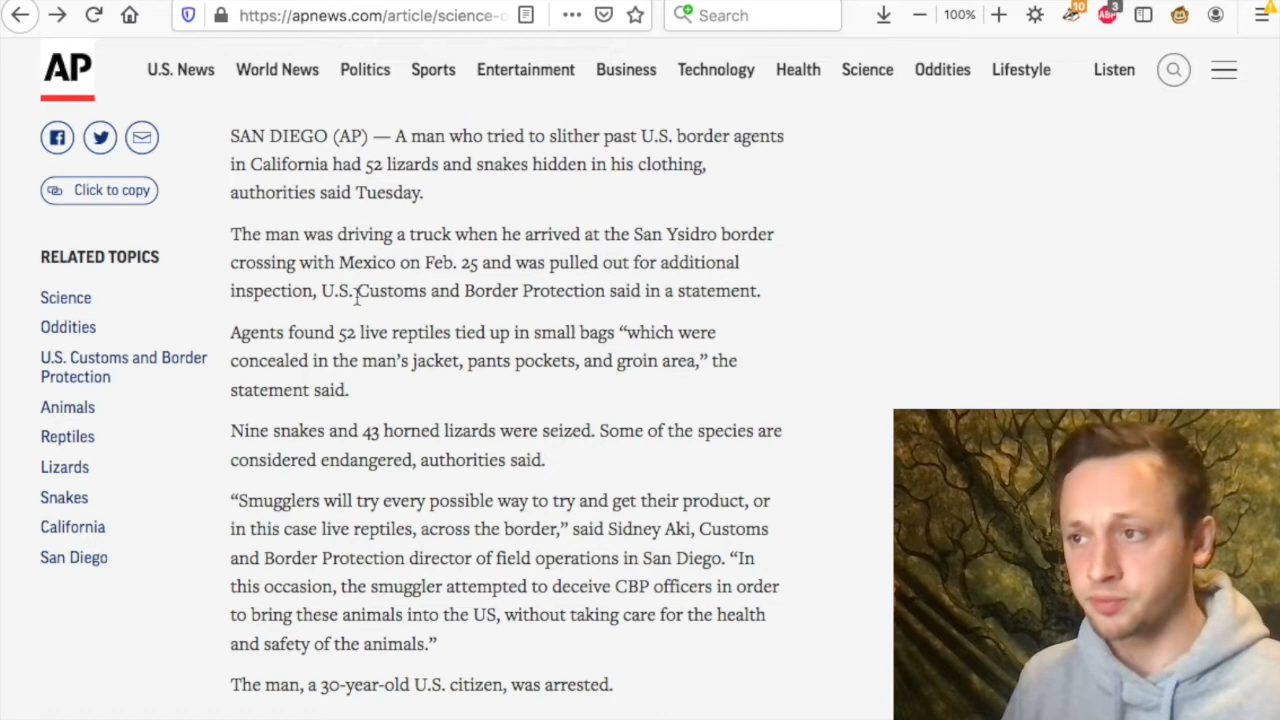 https://apnews.com/article/science-
Search
100%
10
ABP
3
AP
U.S. News
World News
Politics
Sports
Entertainment
Business
Technology
Health
Science
Oddities
Lifestyle
Listen
Click to copy
RELATED TOPICS
Science
Oddities
U.S. Customs and Border
Protection
Animals
Reptiles
Lizards
Snakes
California
San Diego
SAN DIEGO (AP) — A man who tried to slither past U.S. border agents
in California had 52 lizards and snakes hidden in his clothing,
authorities said Tuesday.
The man was driving a truck when he arrived at the San Ysidro border
crossing with Mexico on Feb. 25 and was pulled out for additional
inspection, U.S. Customs and Border Protection said in a statement.
Agents found 52 live reptiles tied up in small bags “which were
concealed in the man’s jacket, pants pockets, and groin area,” the
statement said.
Nine snakes and 43 horned lizards were seized. Some of the species are
considered endangered, authorities said.
“Smugglers will try every possible way to try and get their product, or
in this case live reptiles, across the border,” said Sidney Aki, Customs
and Border Protection director of field operations in San Diego. “In
this occasion, the smuggler attempted to deceive CBP officers in order
to bring these animals into the US, without taking care for the health
and safety of the animals.”
The man, a 30-year-old U.S. citizen, was arrested.